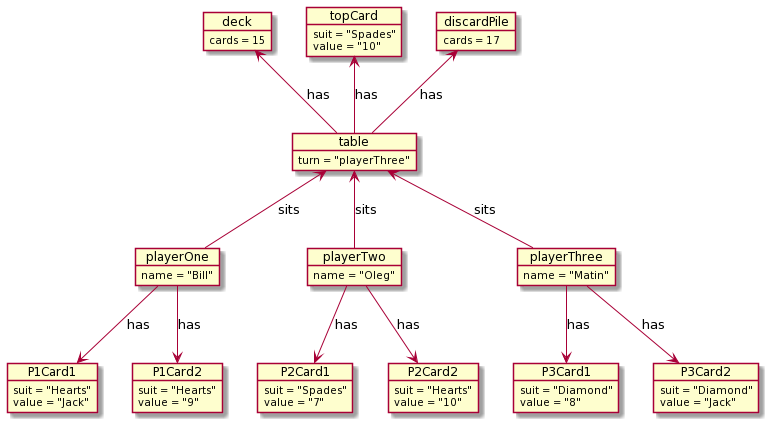 deck
cards = 15
topCard
suit = "Spades"
value = "10"
discardPile
cards = 17
has
has
has
table
turn = "playerThree"
sits
sits
sits
playerOne
name = "Bill"
playerTwo
name = "Oleg"
playerThree
name = "Matin"
has
has
has
has
has
has
P1Card1
suit = "Hearts"
value = "Jack"
P1Card2
suit = "Hearts"
value = "9"
P2Card1
suit = "Spades"
value = "7"
P2Card2
suit = "Hearts"
value = "10"
P3Card1
suit = "Diamond"
value = "8"
P3Card2
suit = "Diamond"
value = "Jack"